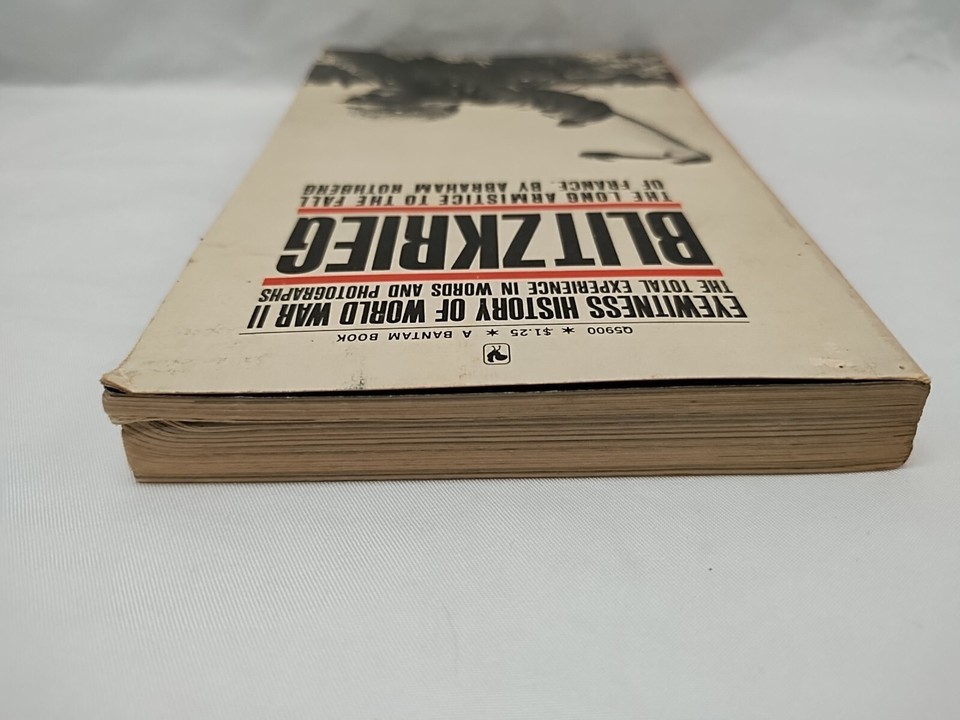 Q5900 * $1.25 * A BANTAM BOOK
EYEWITNESS HISTORY OF WORLD WAR II
THE TOTAL EXPERIENCE IN WORDS AND PHOTOGRAPHS
BLITZKRIEG
THE LONG ARMISTICE TO THE FALL
OF FRANCE. BY ABRAHAM ROTHBERG